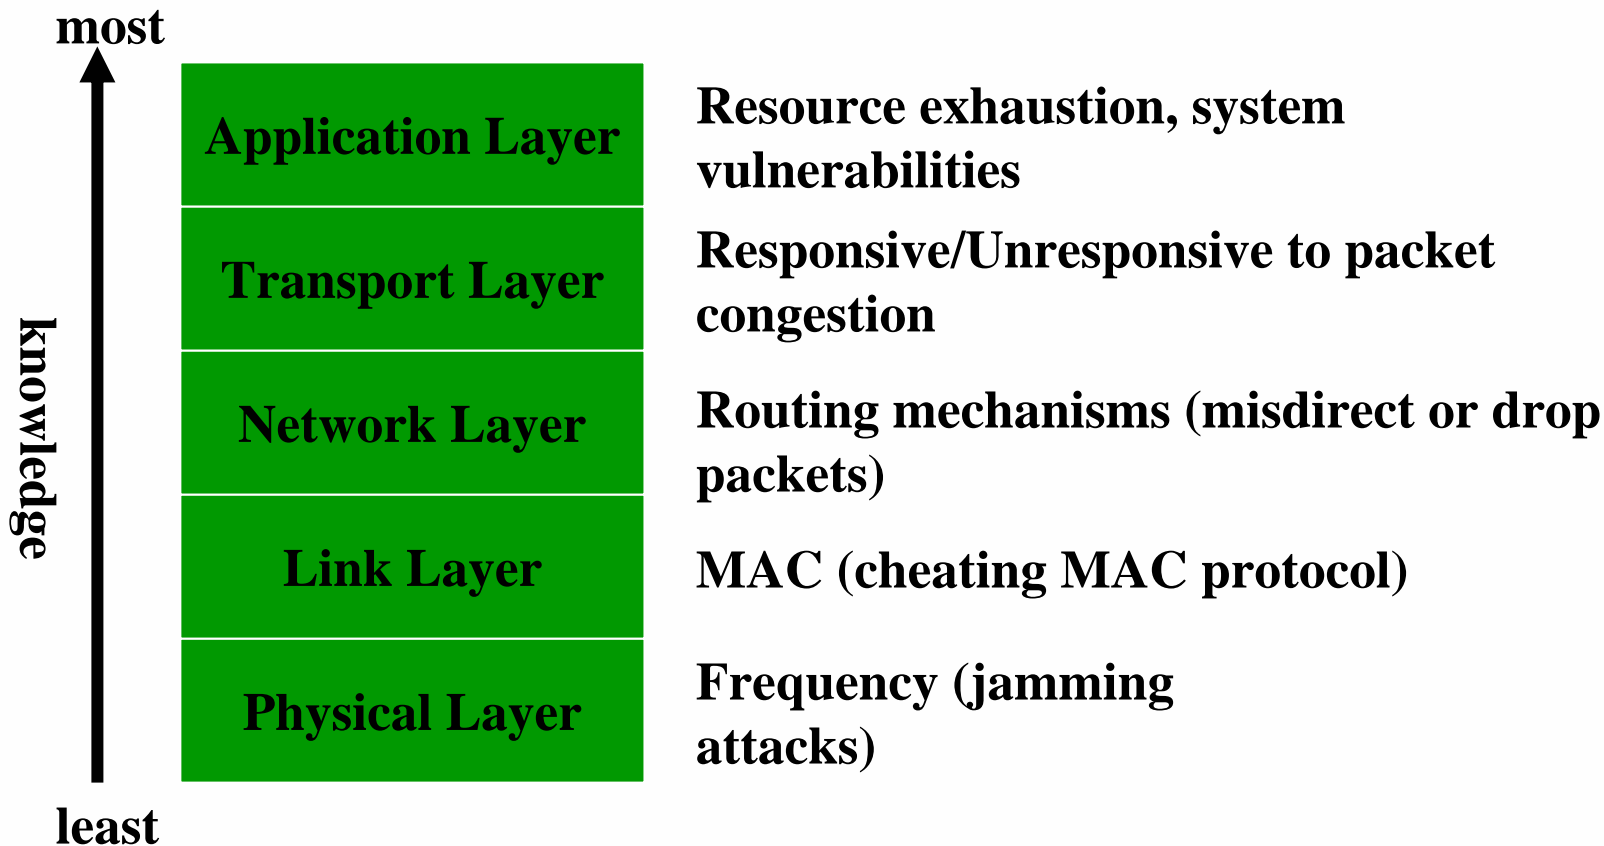 most
Application Layer
Resource exhaustion, system
vulnerabilities
Transport Layer
Responsive/Unresponsive to packet
congestion
knowledge
Network Layer
Routing mechanisms (misdirect or drop
packets)
Link Layer
MAC (cheating MAC protocol)
Physical Layer
Frequency (jamming
attacks)
least